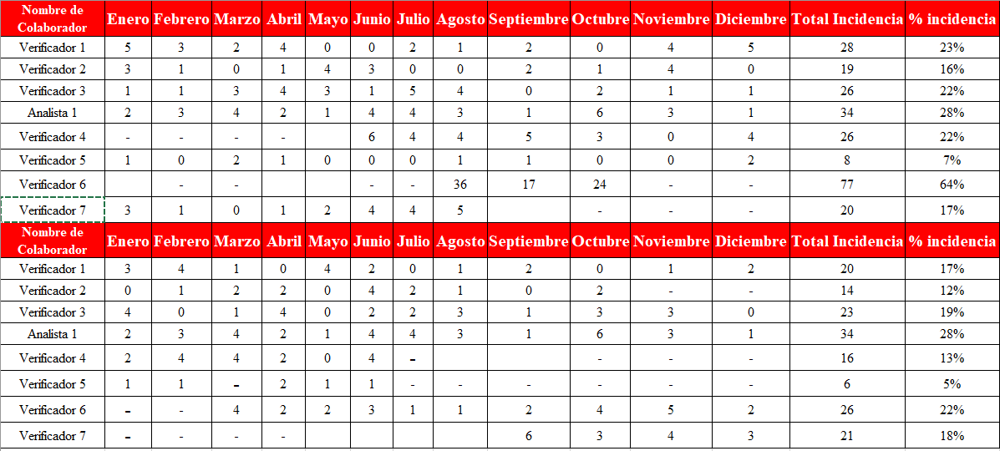 Nombre de Colaborador Enero Febrero Marzo Abril Mayo Junio Julio Agosto Septiembre Octubre Noviembre Diciembre Total Incidencia % incidencia
Verificador 1 5 3 2 4 0 0 2 1 2 0 4 5 28 23%
Verificador 2 3 1 0 1 4 3 0 0 2 1 4 0 19 16%
Verificador 3 1 1 3 4 3 1 5 4 0 2 1 1 26 22%
Analista 1 2 3 4 2 1 4 4 3 1 6 3 1 34 28%
Verificador 4 - - - - 6 4 4 5 3 0 4 26 22%
Verificador 5 1 0 2 1 0 0 0 1 1 0 0 2 8 7%
Verificador 6 - - - - 36 17 24 - - 77 64%
Verificador 7 3 1 0 1 2 4 4 5 - - - 20 17%
Nombre de Colaborador Enero Febrero Marzo Abril Mayo Junio Julio Agosto Septiembre Octubre Noviembre Diciembre Total Incidencia % incidencia
Verificador 1 3 4 1 0 4 2 0 1 2 0 1 2 20 17%
Verificador 2 0 1 2 2 0 4 2 1 0 2 - - 14 12%
Verificador 3 4 0 1 4 0 2 2 3 1 3 3 0 23 19%
Analista 1 2 3 4 2 1 4 4 3 1 6 3 1 34 28%
Verificador 4 2 4 4 2 0 4 - - - - 16 13%
Verificador 5 1 1 - 2 1 1 - - - - - - 6 5%
Verificador 6 - - 4 2 2 3 1 1 2 4 5 2 26 22%
Verificador 7 - - - - 6 3 4 3 21 18%